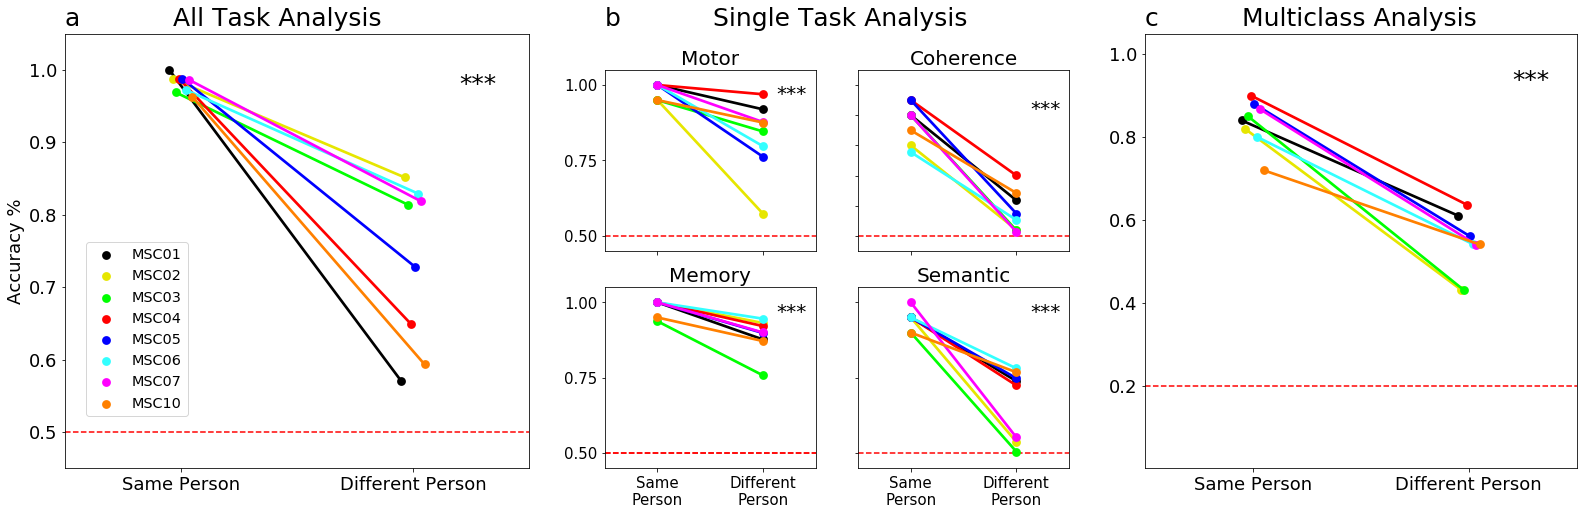 a
All Task Analysis
Accuracy %
1.0
0.9
0.8
0.7
0.6
0.5
***
MSC01
MSC02
MSC03
MSC04
MSC05
MSC06
MSC07
MSC10
Same Person
Different Person
b
Single Task Analysis
Motor
1.00
0.75
0.50
***
Coherence
***
Memory
1.00
0.75
0.50
***
Same
Person
Different
Person
Semantic
***
Same
Person
Different
Person
c
Multiclass Analysis
1.0
0.8
0.6
0.4
0.2
***
Same Person
Different Person